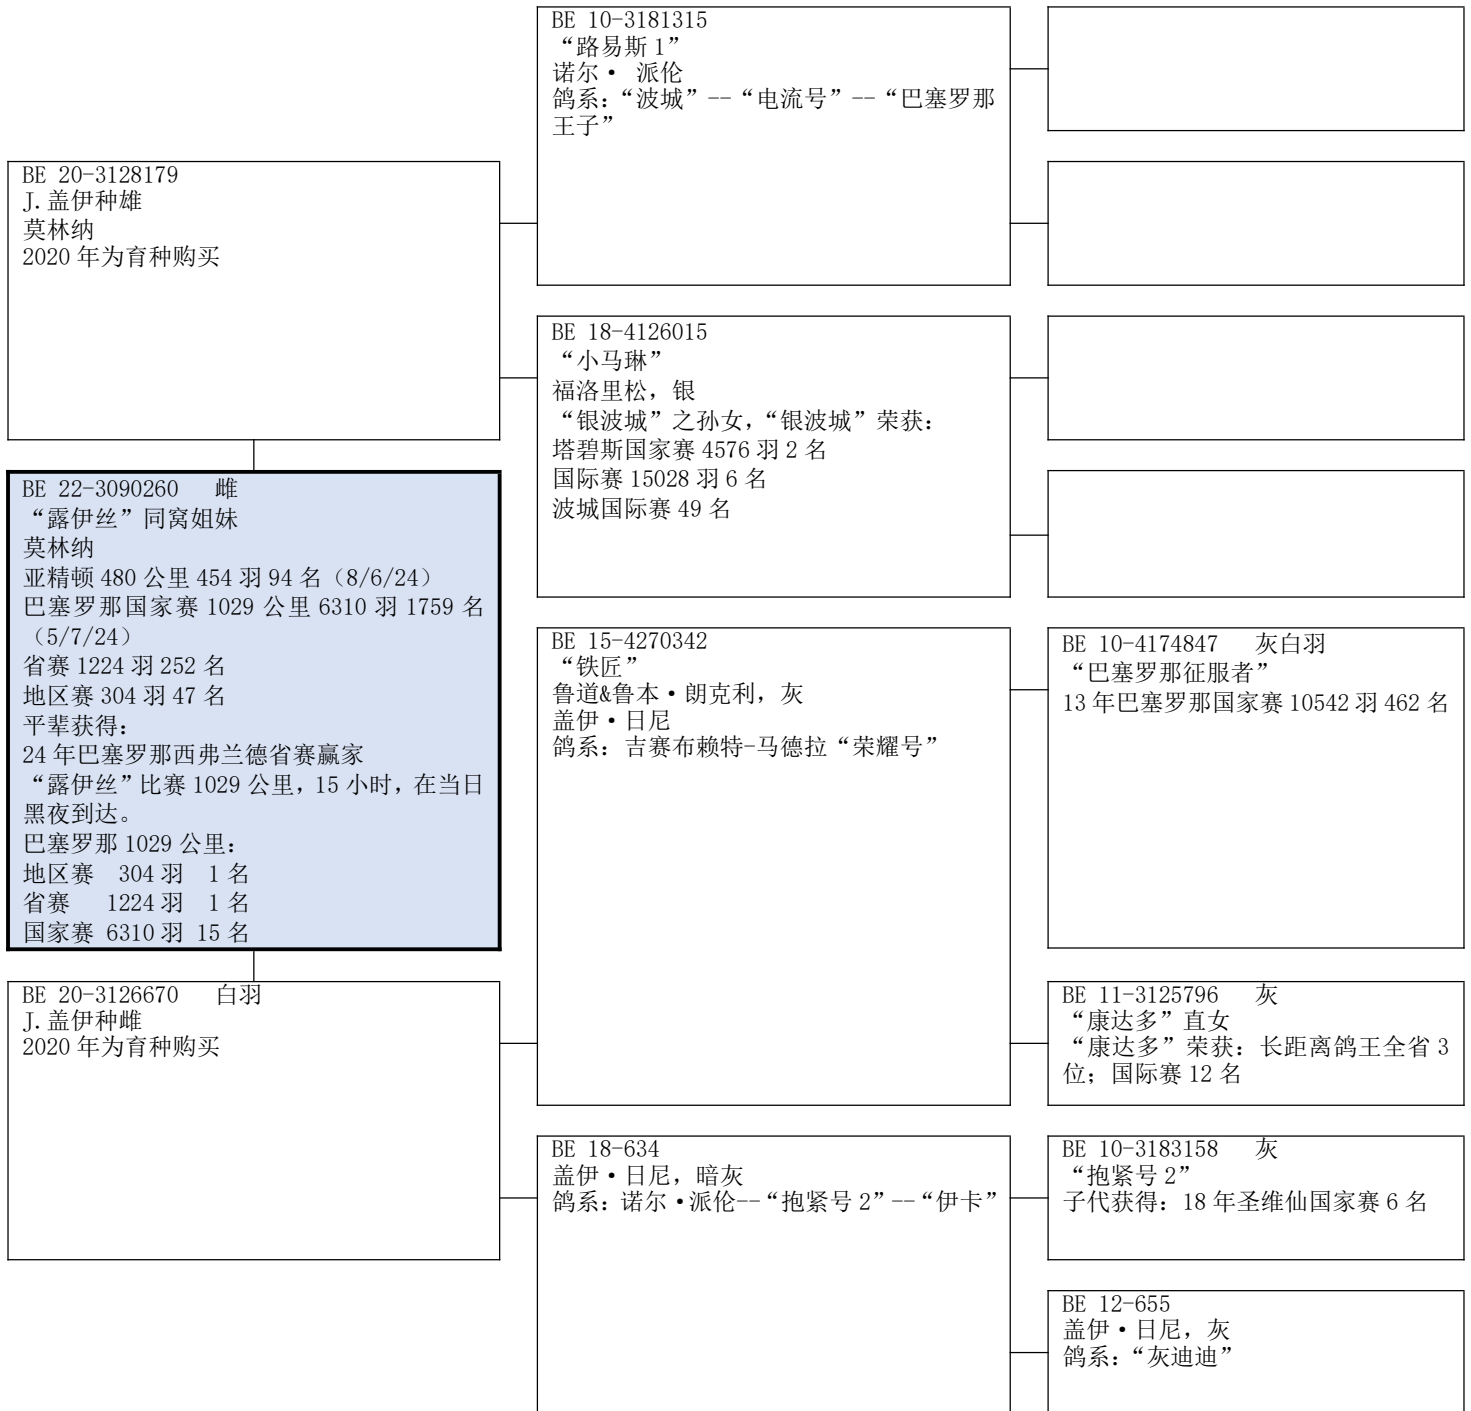 BE 10-3181315
“路易斯 1”
诺尔• 派伦
鸽系：“波城”--“电流号”--“巴塞罗那
王子”
BE 20-3128179
J.盖伊种雄
莫林纳
2020 年为育种购买
BE 18-4126015
“小马琳”
福洛里松，银
“银波城”之孙女，“银波城”荣获：
塔碧斯国家赛 4576 羽 2 名
国际赛 15028 羽 6 名
波城国际赛 49 名
BE 22-3090260 雌
“露伊丝”同窝姐妹
莫林纳
亚精顿 480 公里 454 羽 94 名（8/6/24）
巴塞罗那国家赛 1029 公里 6310 羽 1759 名
（5/7/24）
省赛 1224 羽 252 名
地区赛 304 羽 47 名
平辈获得：
24 年巴塞罗那西弗兰德省赛赢家
“露伊丝”比赛 1029 公里，15 小时，在当日
黑夜到达。
巴塞罗那 1029 公里：
地区赛 304 羽 1 名
省赛 1224 羽 1 名
国家赛 6310 羽 15 名
BE 15-4270342
“铁匠”
鲁道&鲁本•朗克利，灰
盖伊•日尼
鸽系：吉赛布赖特-马德拉“荣耀号”
BE 10-4174847 灰白羽
“巴塞罗那征服者”
13 年巴塞罗那国家赛 10542 羽 462 名
BE 20-3126670 白羽
J.盖伊种雌
2020 年为育种购买
BE 11-3125796 灰
“康达多”直女
“康达多”荣获：长距离鸽王全省 3
位；国际赛 12 名
BE 18-634
盖伊•日尼，暗灰
鸽系：诺尔•派伦--“抱紧号 2”--“伊卡”
BE 10-3183158 灰
“抱紧号 2”
子代获得：18 年圣维仙国家赛 6 名
BE 12-655
盖伊•日尼，灰
鸽系：“灰迪迪”